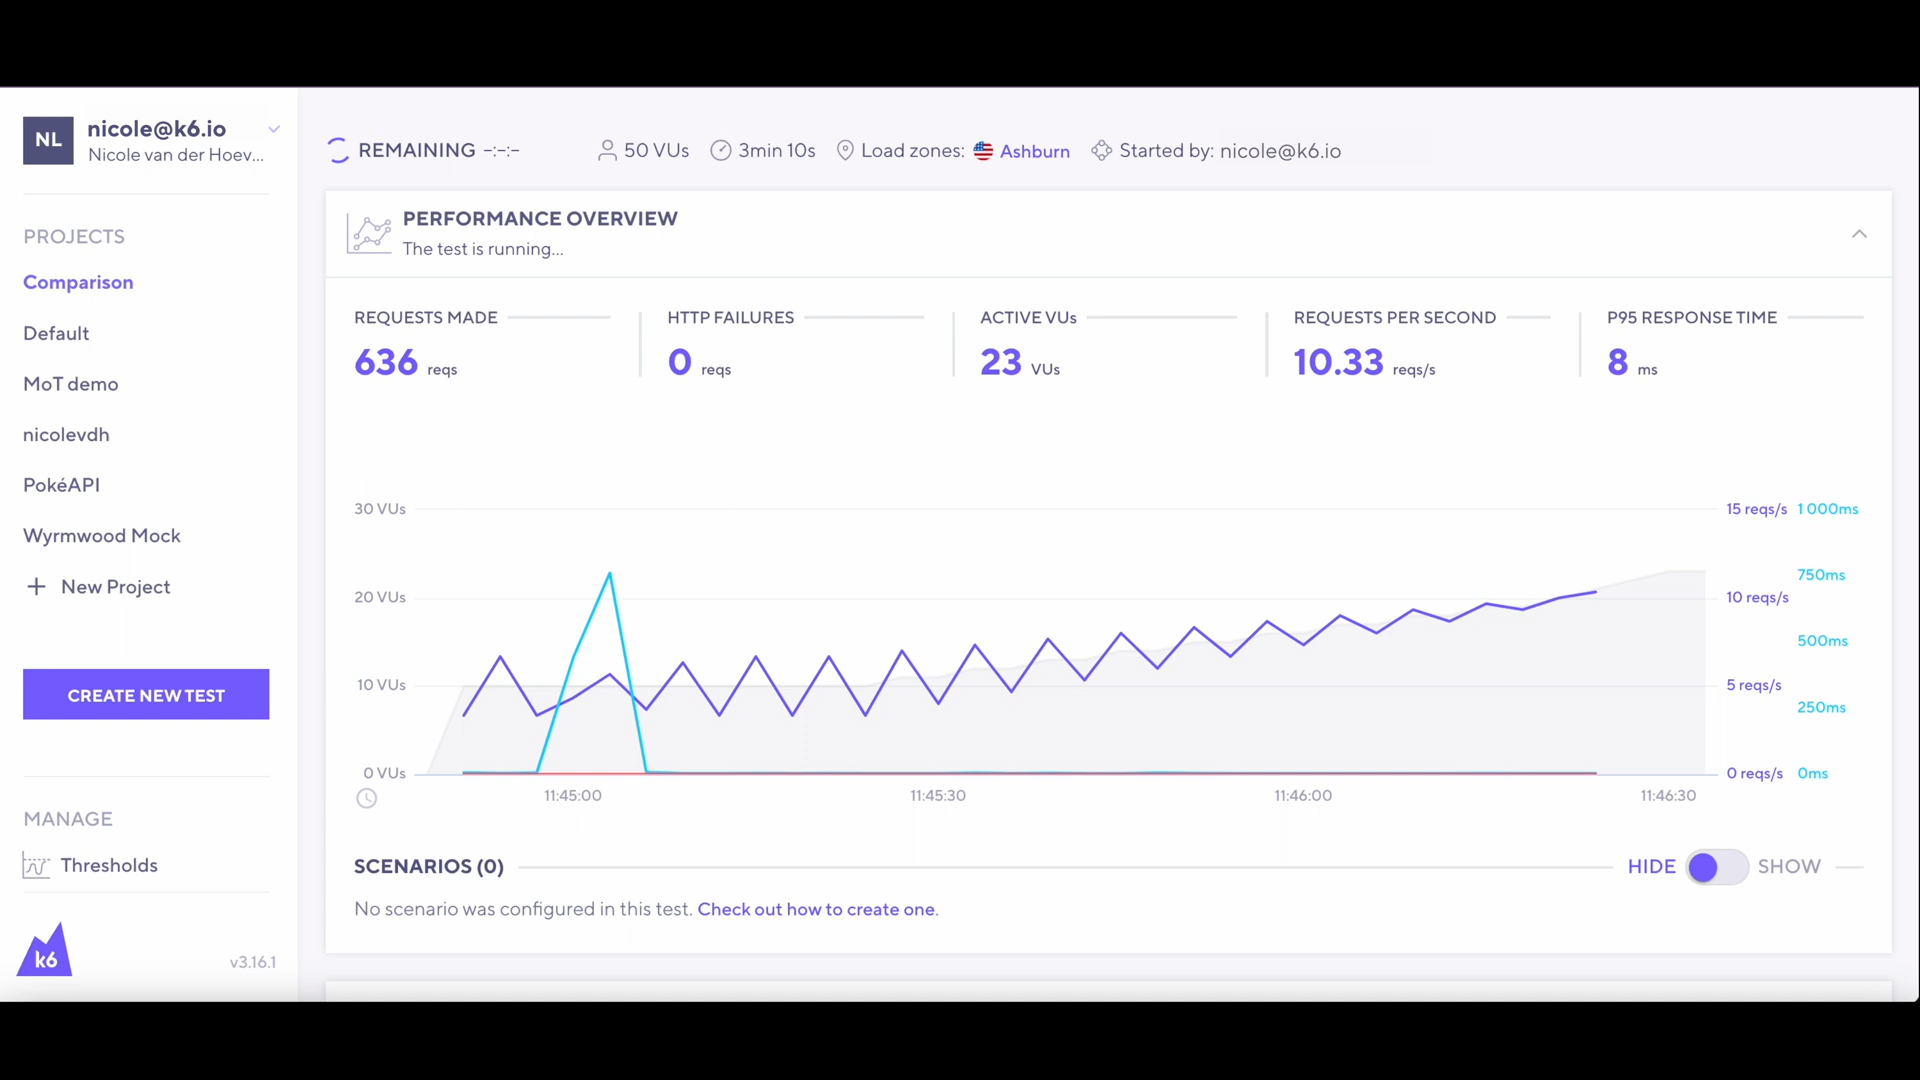 NL
nicole@k6.io
Nicole van der Hoev...
PROJECTS
Comparison
Default
MoT demo
nicolevdh
PokéAPI
Wyrmwood Mock
+ New Project
CREATE NEW TEST
MANAGE
Thresholds
k6
v3.16.1
REMAINING -:-:- 50 VUs 3min 10s Load zones: Ashburn Started by: nicole@k6.io
PERFORMANCE OVERVIEW
The test is running...
REQUESTS MADE
636 reqs
HTTP FAILURES
0 reqs
ACTIVE VUs
23 VUs
REQUESTS PER SECOND
10.33 reqs/s
P95 RESPONSE TIME
8 ms
30 VUs
20 VUs
10 VUs
0 VUs
15 reqs/s
10 reqs/s
5 reqs/s
0 reqs/s
1 000ms
750ms
500ms
250ms
0ms
11:45:00 11:45:30 11:46:00 11:46:30
SCENARIOS (0)
HIDE SHOW
No scenario was configured in this test. Check out how to create one.